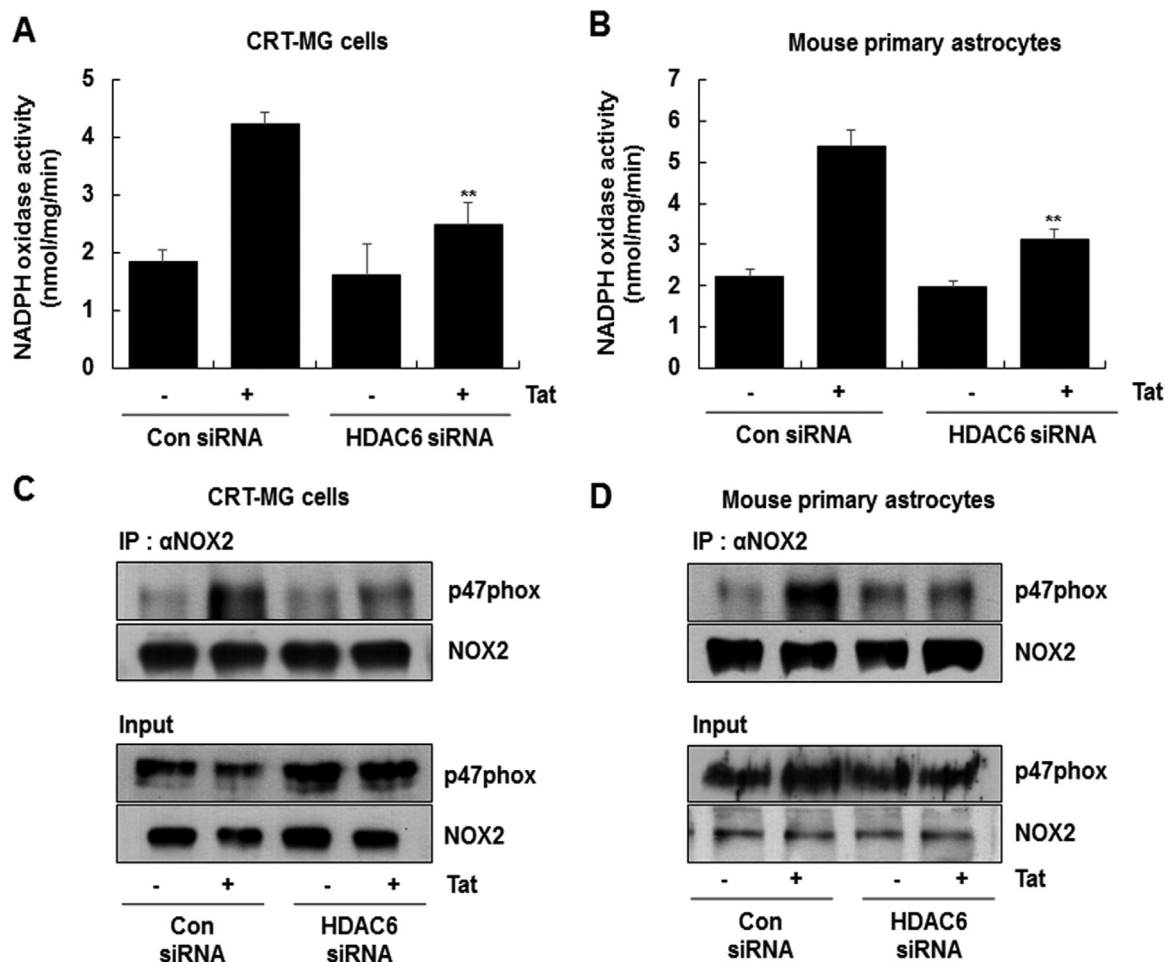 A
CRT-MG cells
NADPH oxidase activity
(nmol/mg/min)
5
4
3
2
1
0
**
- + - + Tat
Con siRNA HDAC6 siRNA
B
Mouse primary astrocytes
NADPH oxidase activity
(nmol/mg/min)
7
6
5
4
3
2
1
0
**
- + - + Tat
Con siRNA HDAC6 siRNA
C
CRT-MG cells
IP : αNOX2
p47phox
NOX2
Input
p47phox
NOX2
- + - + Tat
Con HDAC6
siRNA siRNA
D
Mouse primary astrocytes
IP : αNOX2
p47phox
NOX2
Input
p47phox
NOX2
- + - + Tat
Con HDAC6
siRNA siRNA